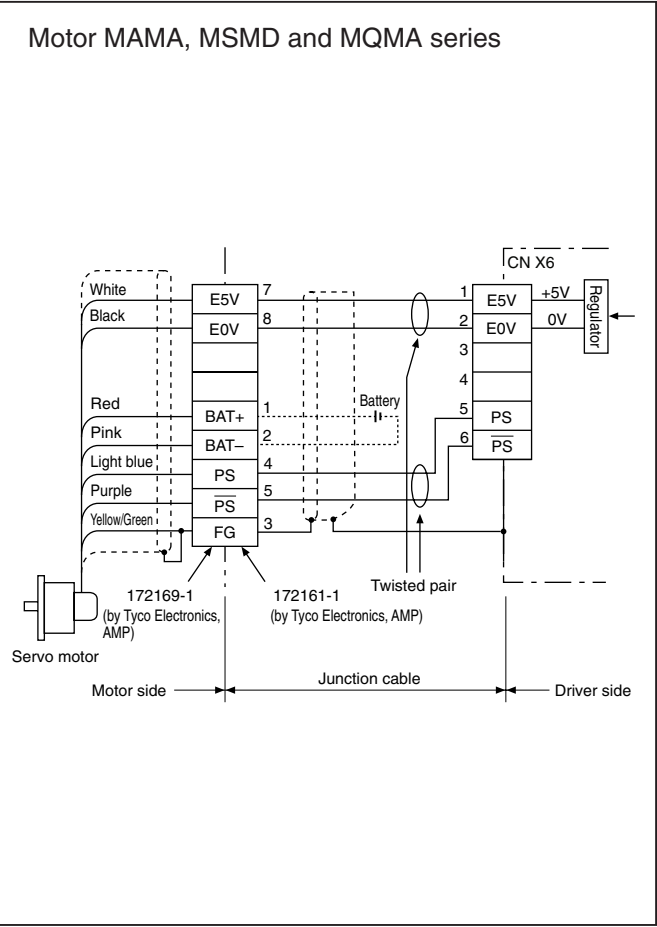 Motor MAMA, MSMD and MQMA series
CN X6
White
E5V
7
1
E5V
+5V
Regulator
Black
E0V
8
2
E0V
0V
3
4
Red
BAT+
1
Battery
5
PS
Pink
BAT–
2
6
P̅S̅
Light blue
PS
4
Purple
P̅S̅
5
Yellow/Green
FG
3
Twisted pair
172169-1
(by Tyco Electronics,
AMP)
172161-1
(by Tyco Electronics, AMP)
Servo motor
Motor side
Junction cable
Driver side